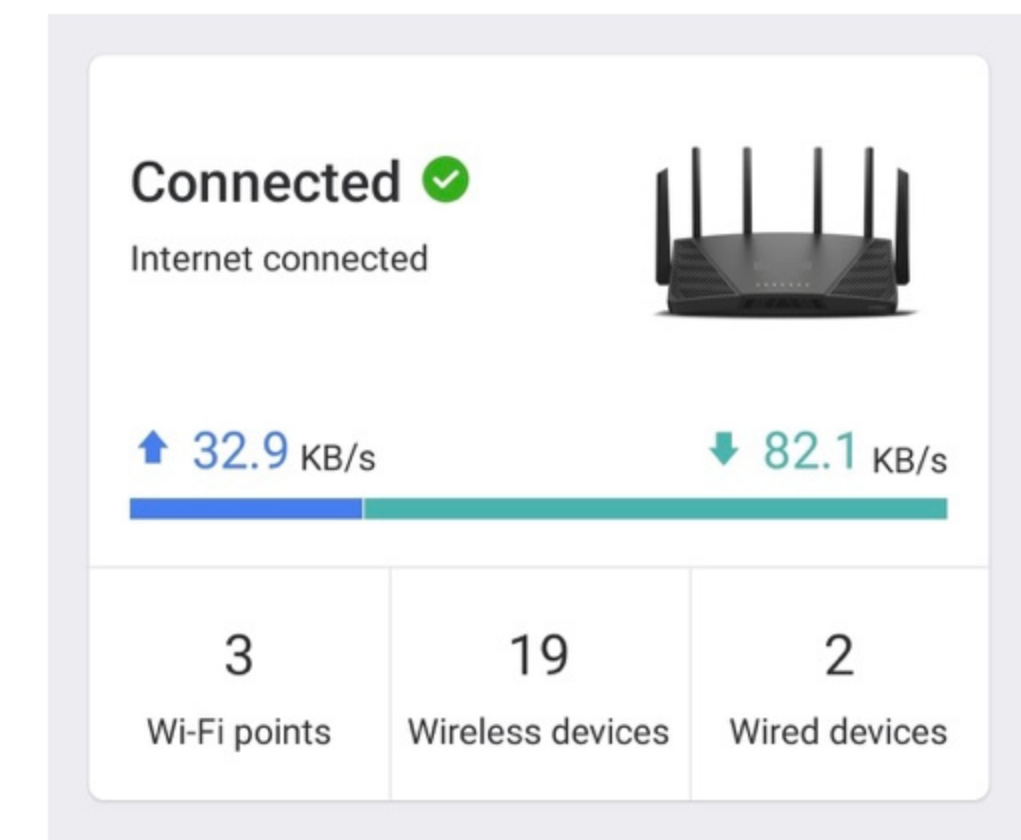 Connected
Internet connected
32.9 KB/s
82.1 KB/s
3
Wi-Fi points
19
Wireless devices
2
Wired devices